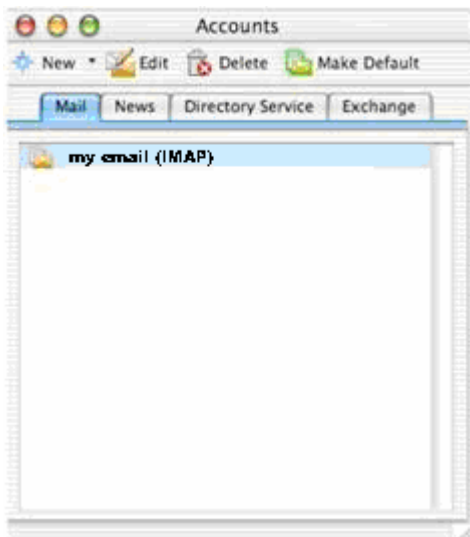 Accounts
New Edit Delete Make Default
Mail News Directory Service Exchange
my email (IMAP)